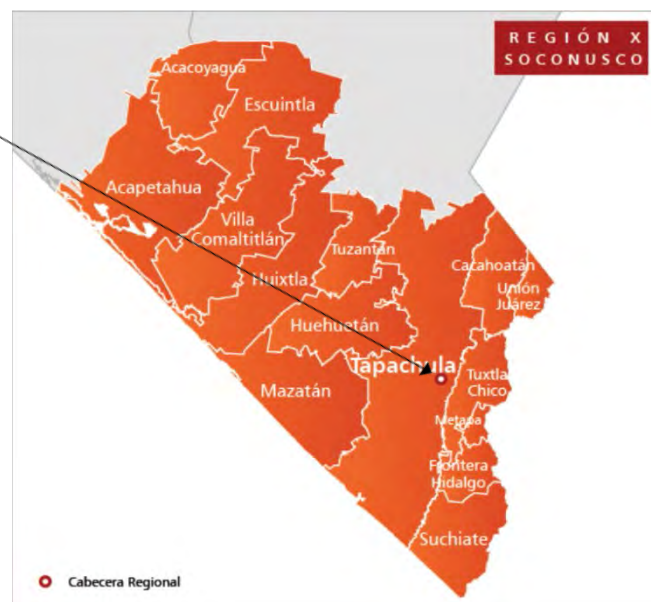 REGIÓN X
SOCONUSCO
Acacoyagua
Escuintla
Acapetahua
Villa
Comaltitlán
Tuzantán
Huixtla
Cacahoatán
Unión
Juárez
Huehuetán
Tapachula
Mazatán
Tuxtla
Chico
Metapa
Frontera
Hidalgo
Suchiate
Cabecera Regional